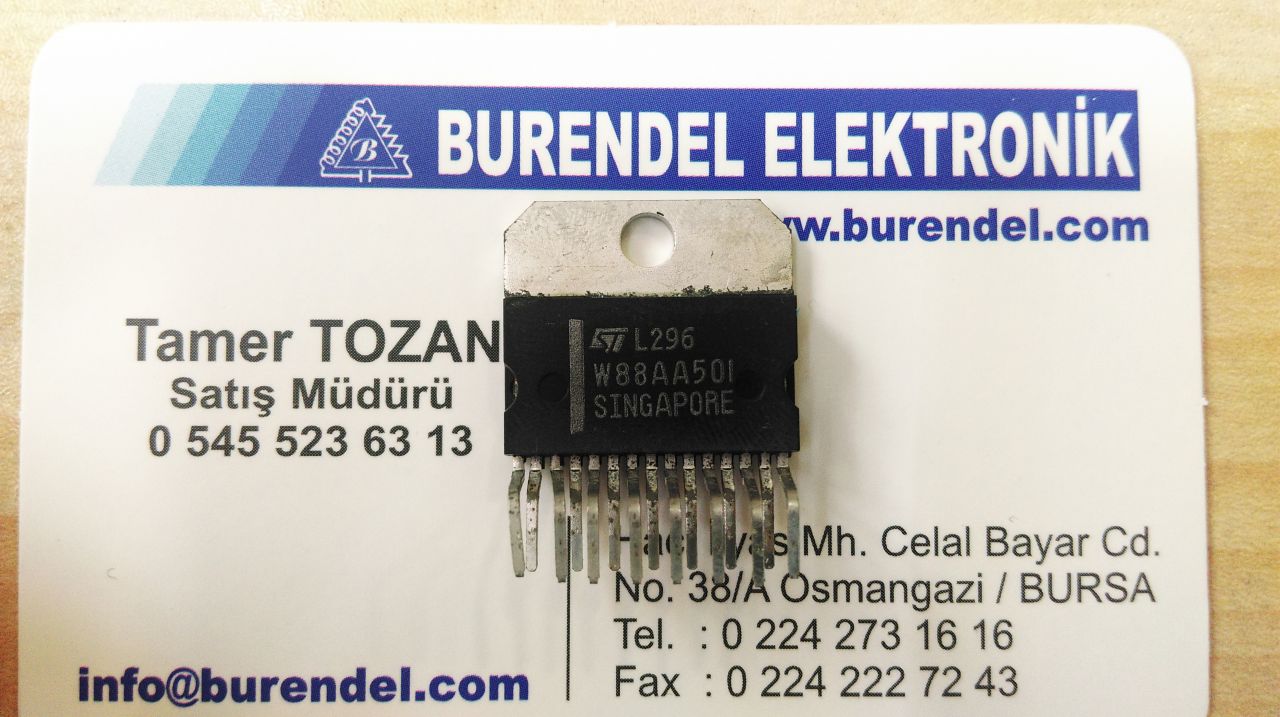 B
BURENDEL ELEKTRONİK
w.burendel.com
Tamer TOZAN
Satış Müdürü
0 545 523 63 13
ST L296
W88AA501
SINGAPORE
Mh. Celal Bayar Cd.
No. 38/A Osmangazi / BURSA
Tel. : 0 224 273 16 16
Fax : 0 224 222 72 43
info@burendel.com